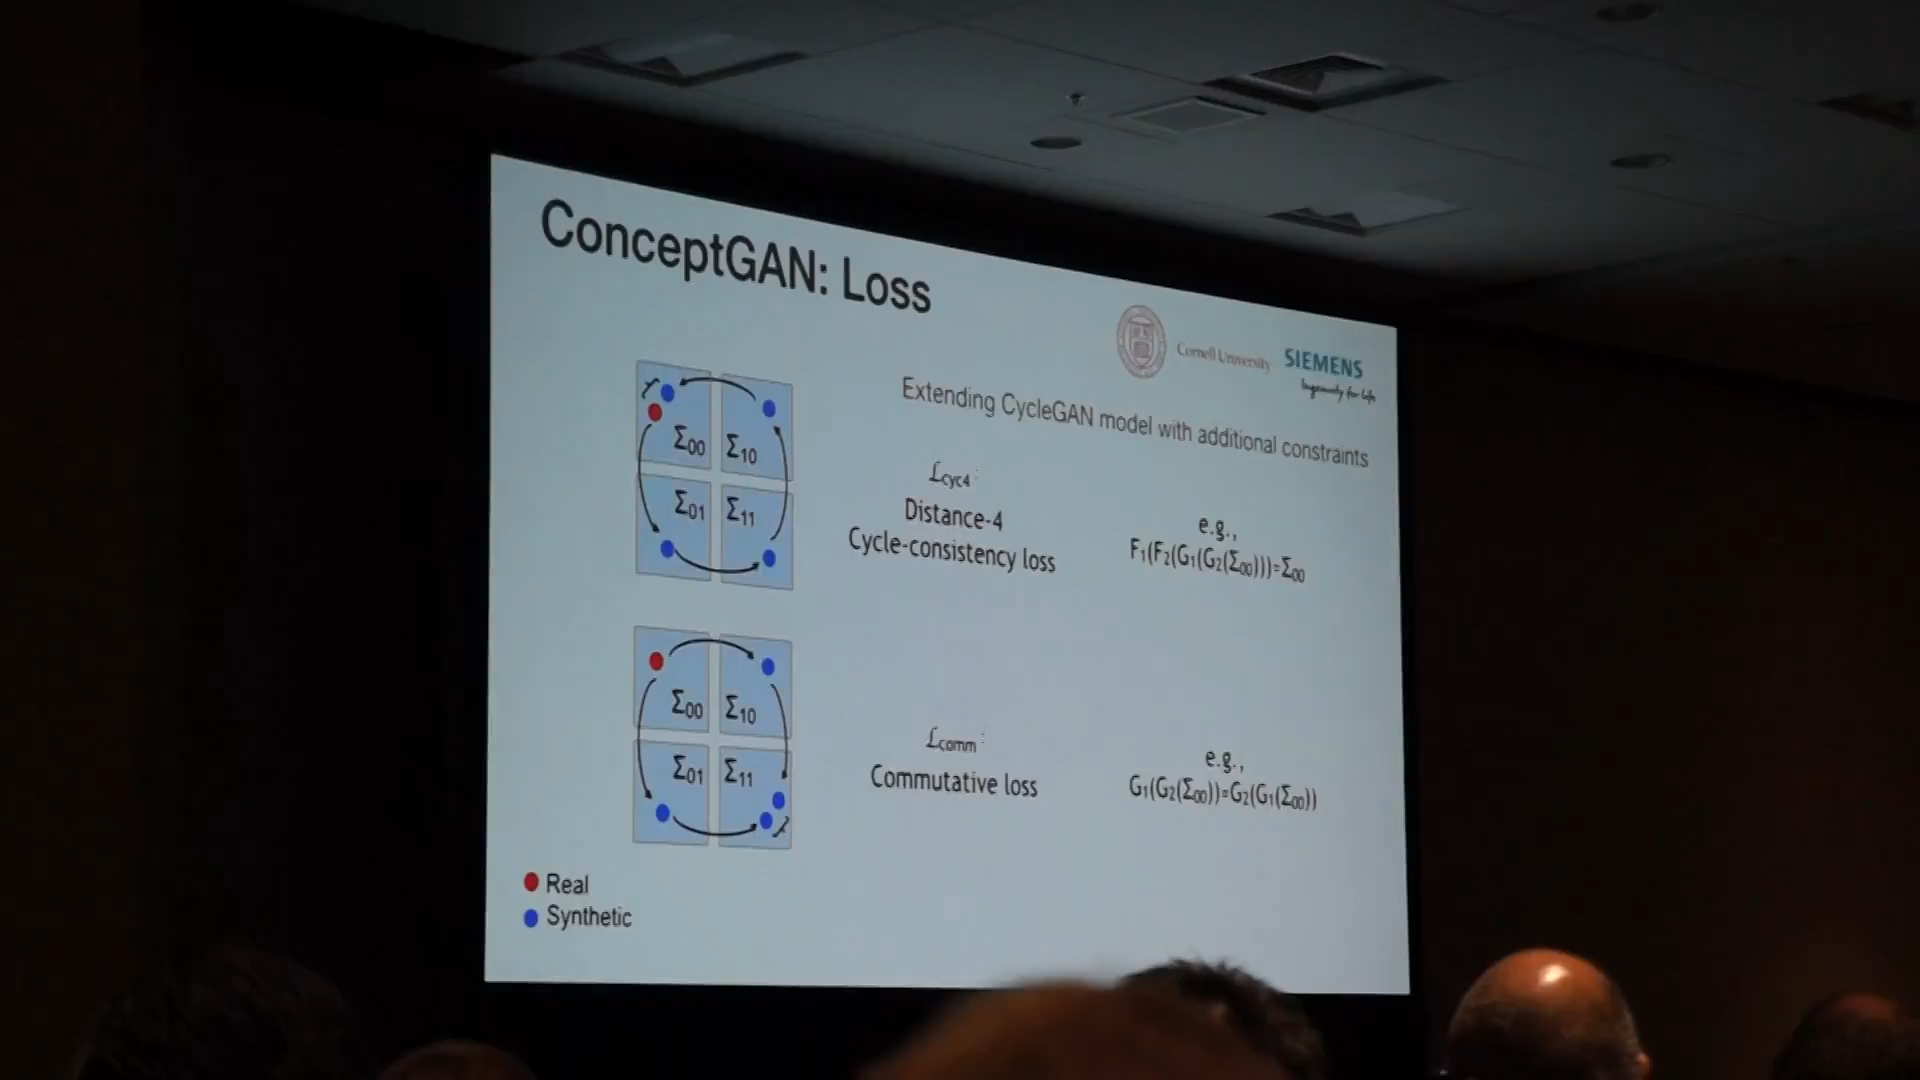 ConceptGAN: Loss
Cornell University
SIEMENS
Ingenuity for life
Extending CycleGAN model with additional constraints
Σ00 Σ10
Σ01 Σ11
ℒcyc4:
Distance-4
Cycle-consistency loss
e.g.,
F1(F2(G1(G2(Σ00)))=Σ00
Σ00 Σ10
Σ01 Σ11
ℒcomm:
Commutative loss
e.g.,
G1(G2(Σ00))=G2(G1(Σ00))
Real
Synthetic